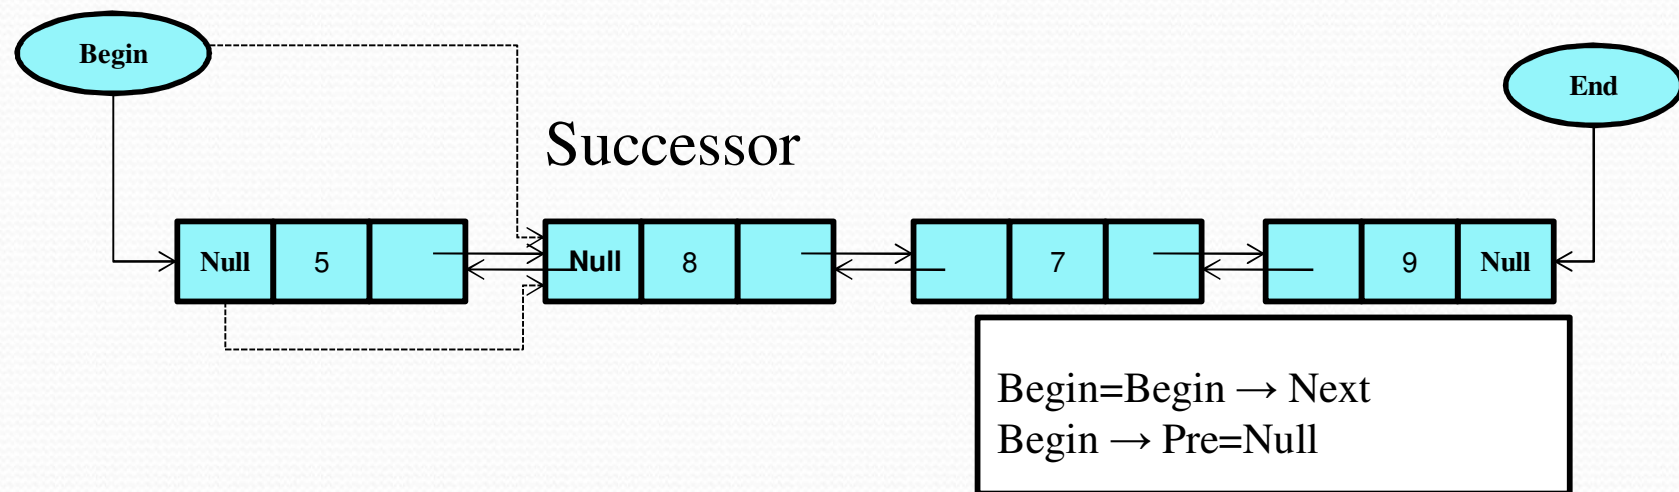 Begin
End
Successor
Null 5 Null 8 7 9 Null
Begin=Begin → Next
Begin → Pre=Null